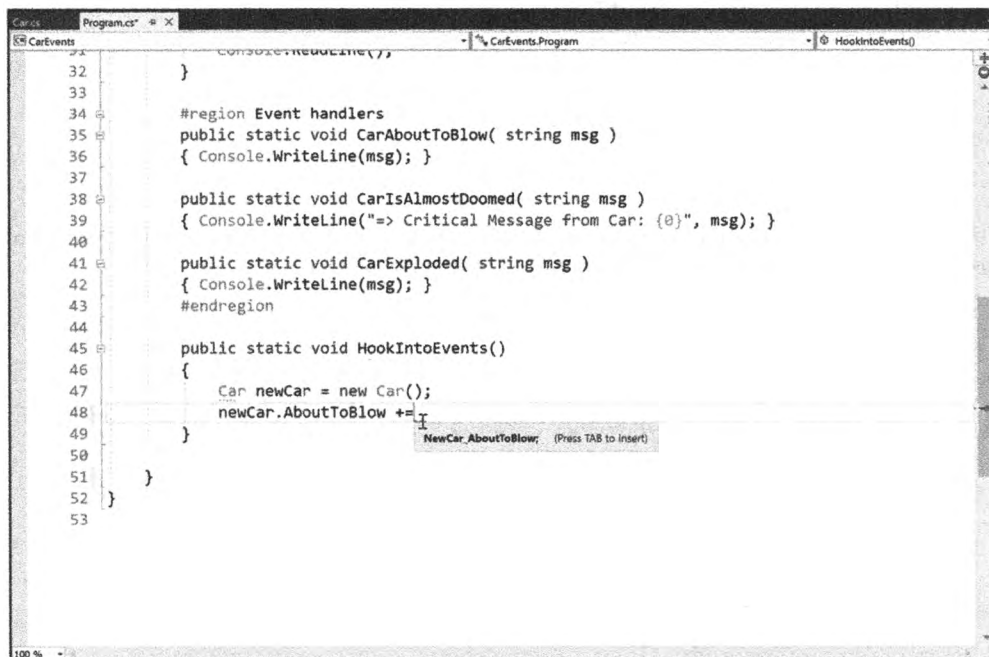 Car.cs Program.cs*
CarEvents CarEvents.Program HookIntoEvents()
31 Console.ReadLine();
32 }
33
34 #region Event handlers
35 public static void CarAboutToBlow( string msg )
36 { Console.WriteLine(msg); }
37
38 public static void CarIsAlmostDoomed( string msg )
39 { Console.WriteLine("=> Critical Message from Car: {0}", msg); }
40
41 public static void CarExploded( string msg )
42 { Console.WriteLine(msg); }
43 #endregion
44
45 public static void HookIntoEvents()
46 {
47 Car newCar = new Car();
48 newCar.AboutToBlow +=
49 }
NewCar_AboutToBlow; (Press TAB to insert)
50
51 }
52 }
53
100 %